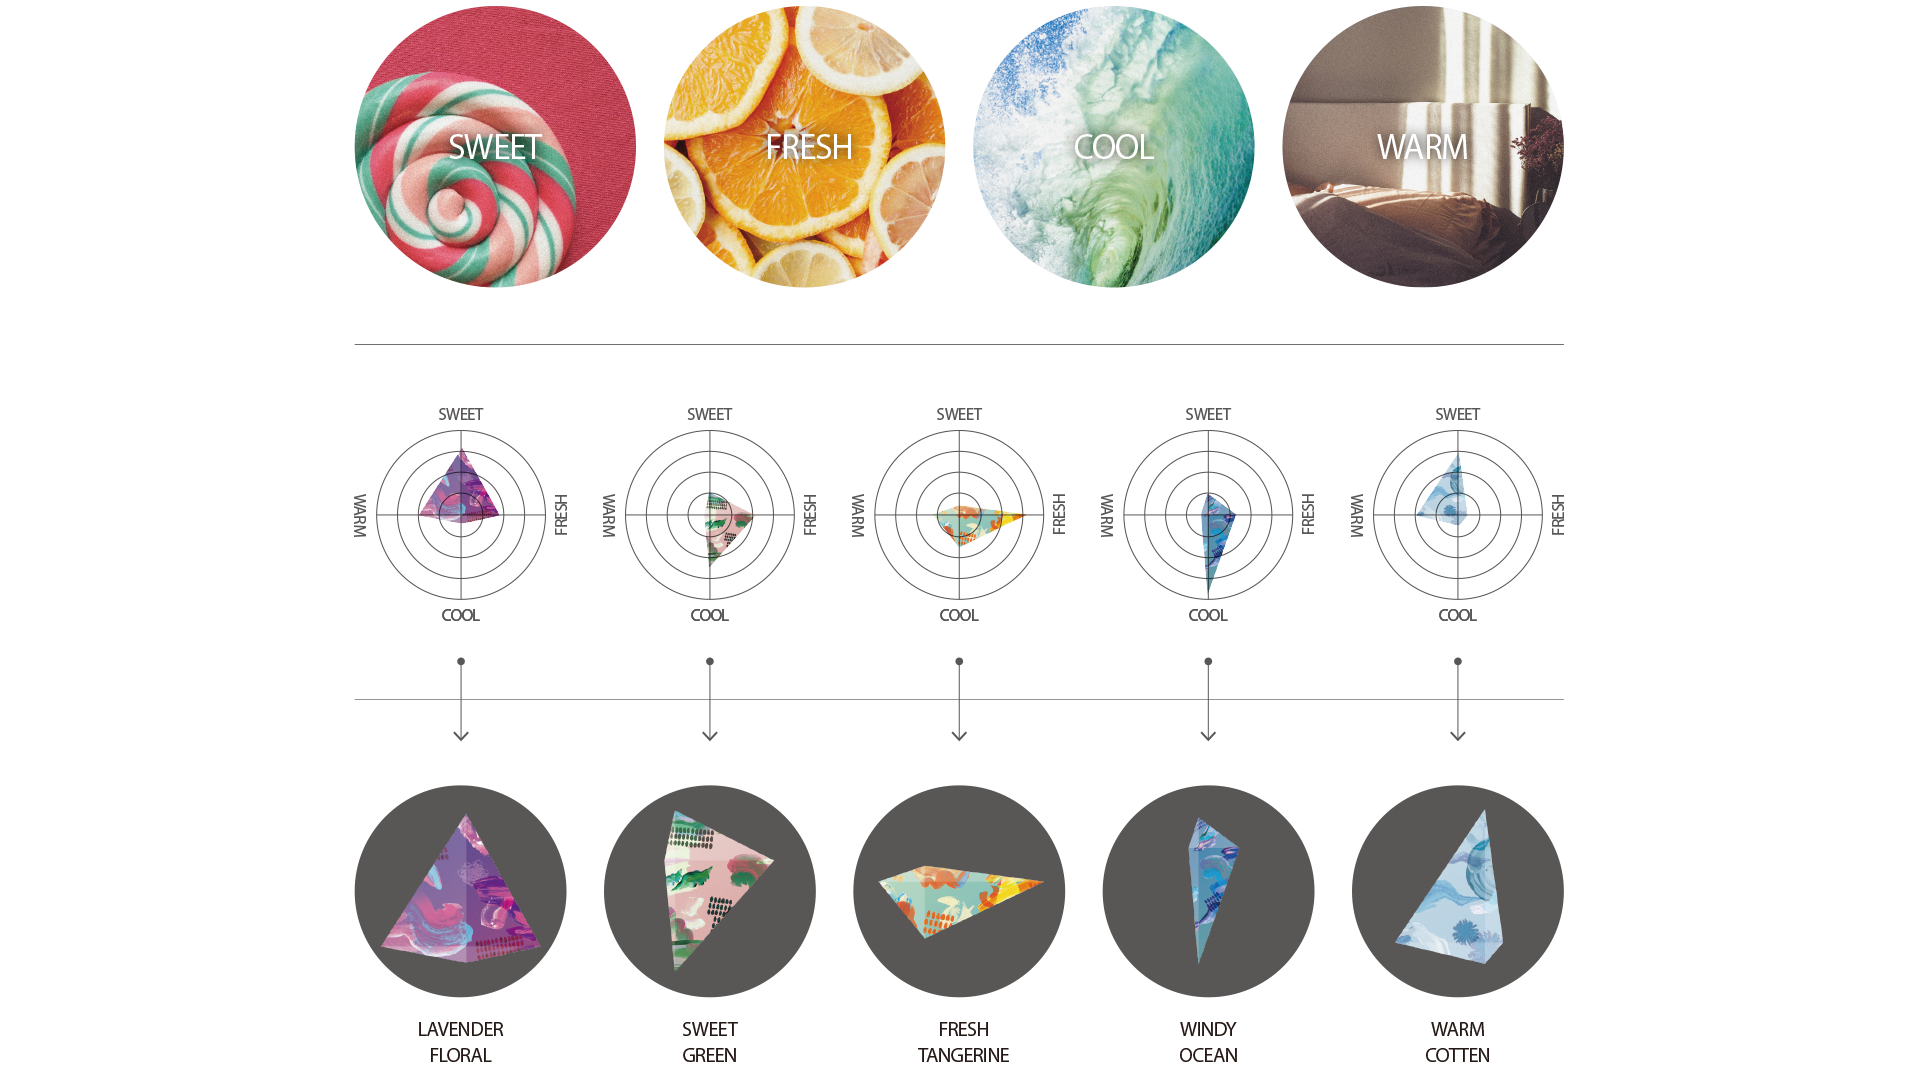 SWEET
FRESH
COOL
WARM
SWEET
WARM
FRESH
COOL
SWEET
WARM
FRESH
COOL
SWEET
WARM
FRESH
COOL
SWEET
WARM
FRESH
COOL
SWEET
WARM
FRESH
COOL
LAVENDER
FLORAL
SWEET
GREEN
FRESH
TANGERINE
WINDY
OCEAN
WARM
COTTEN